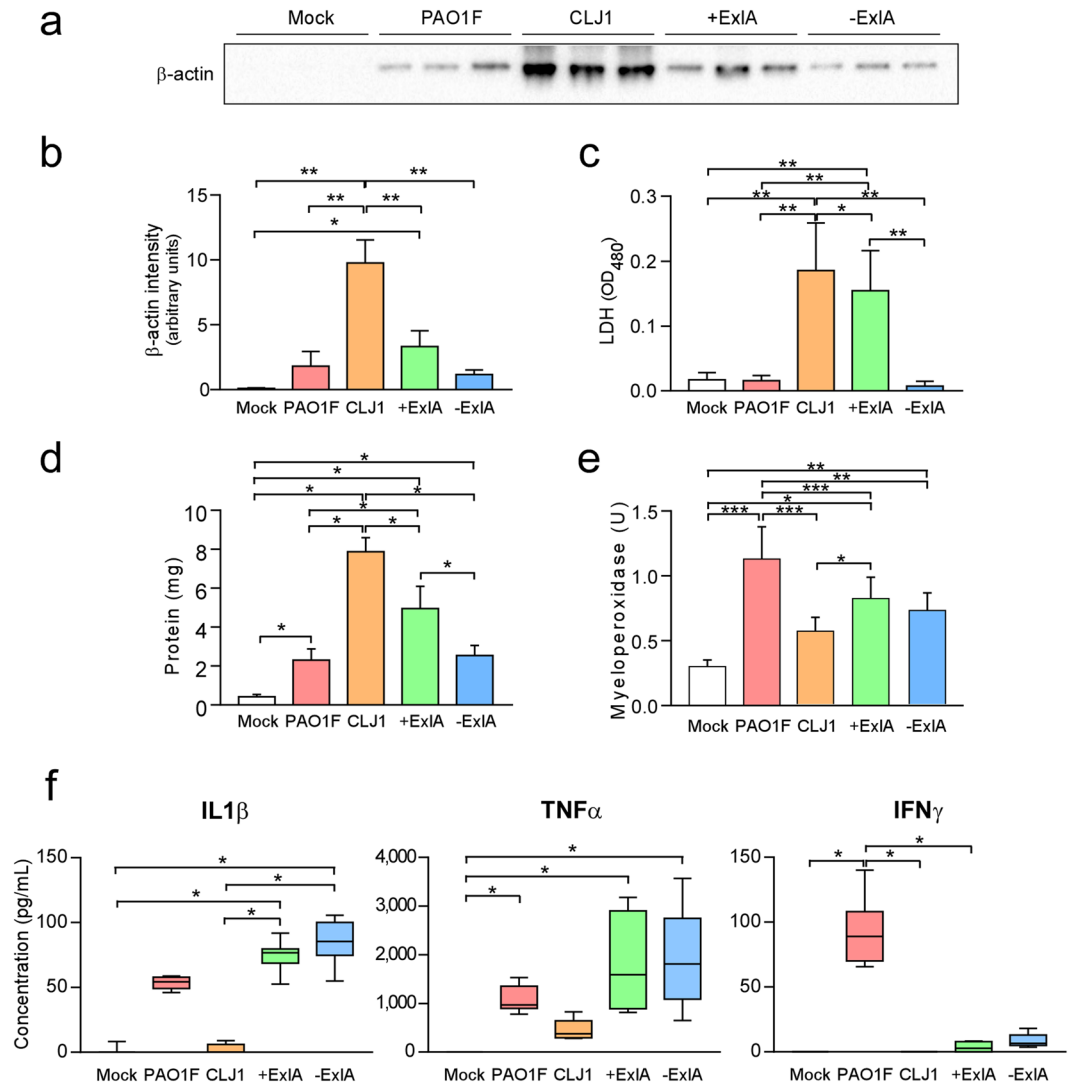 a
Mock PAO1F CLJ1 +ExlA -ExlA
β-actin
b
** **
** **
*
15
10
5
0
β-actin intensity
(arbitrary units)
Mock PAO1F CLJ1 +ExlA -ExlA
c
**
**
** **
** *
**
0.3
0.2
0.1
0.0
LDH (OD480)
Mock PAO1F CLJ1 +ExlA -ExlA
d
*
*
* *
*
* *
*
*
10
8
6
4
2
0
Protein (mg)
Mock PAO1F CLJ1 +ExlA -ExlA
e
**
**
***
*
*** ***
*
1.5
1.0
0.5
0.0
Myeloperoxidase (U)
Mock PAO1F CLJ1 +ExlA -ExlA
f
IL1β
*
*
*
*
150
100
50
0
Concentration (pg/mL)
Mock PAO1F CLJ1 +ExlA -ExlA
TNFα
*
*
*
4,000
3,000
2,000
1,000
0
Mock PAO1F CLJ1 +ExlA -ExlA
IFNγ
*
* *
150
100
50
0
Mock PAO1F CLJ1 +ExlA -ExlA